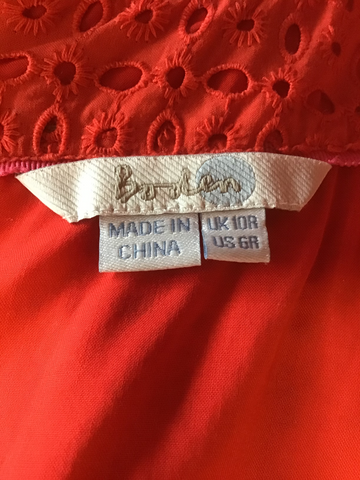 Boden
MADE IN
CHINA
UK 10R
US 6R